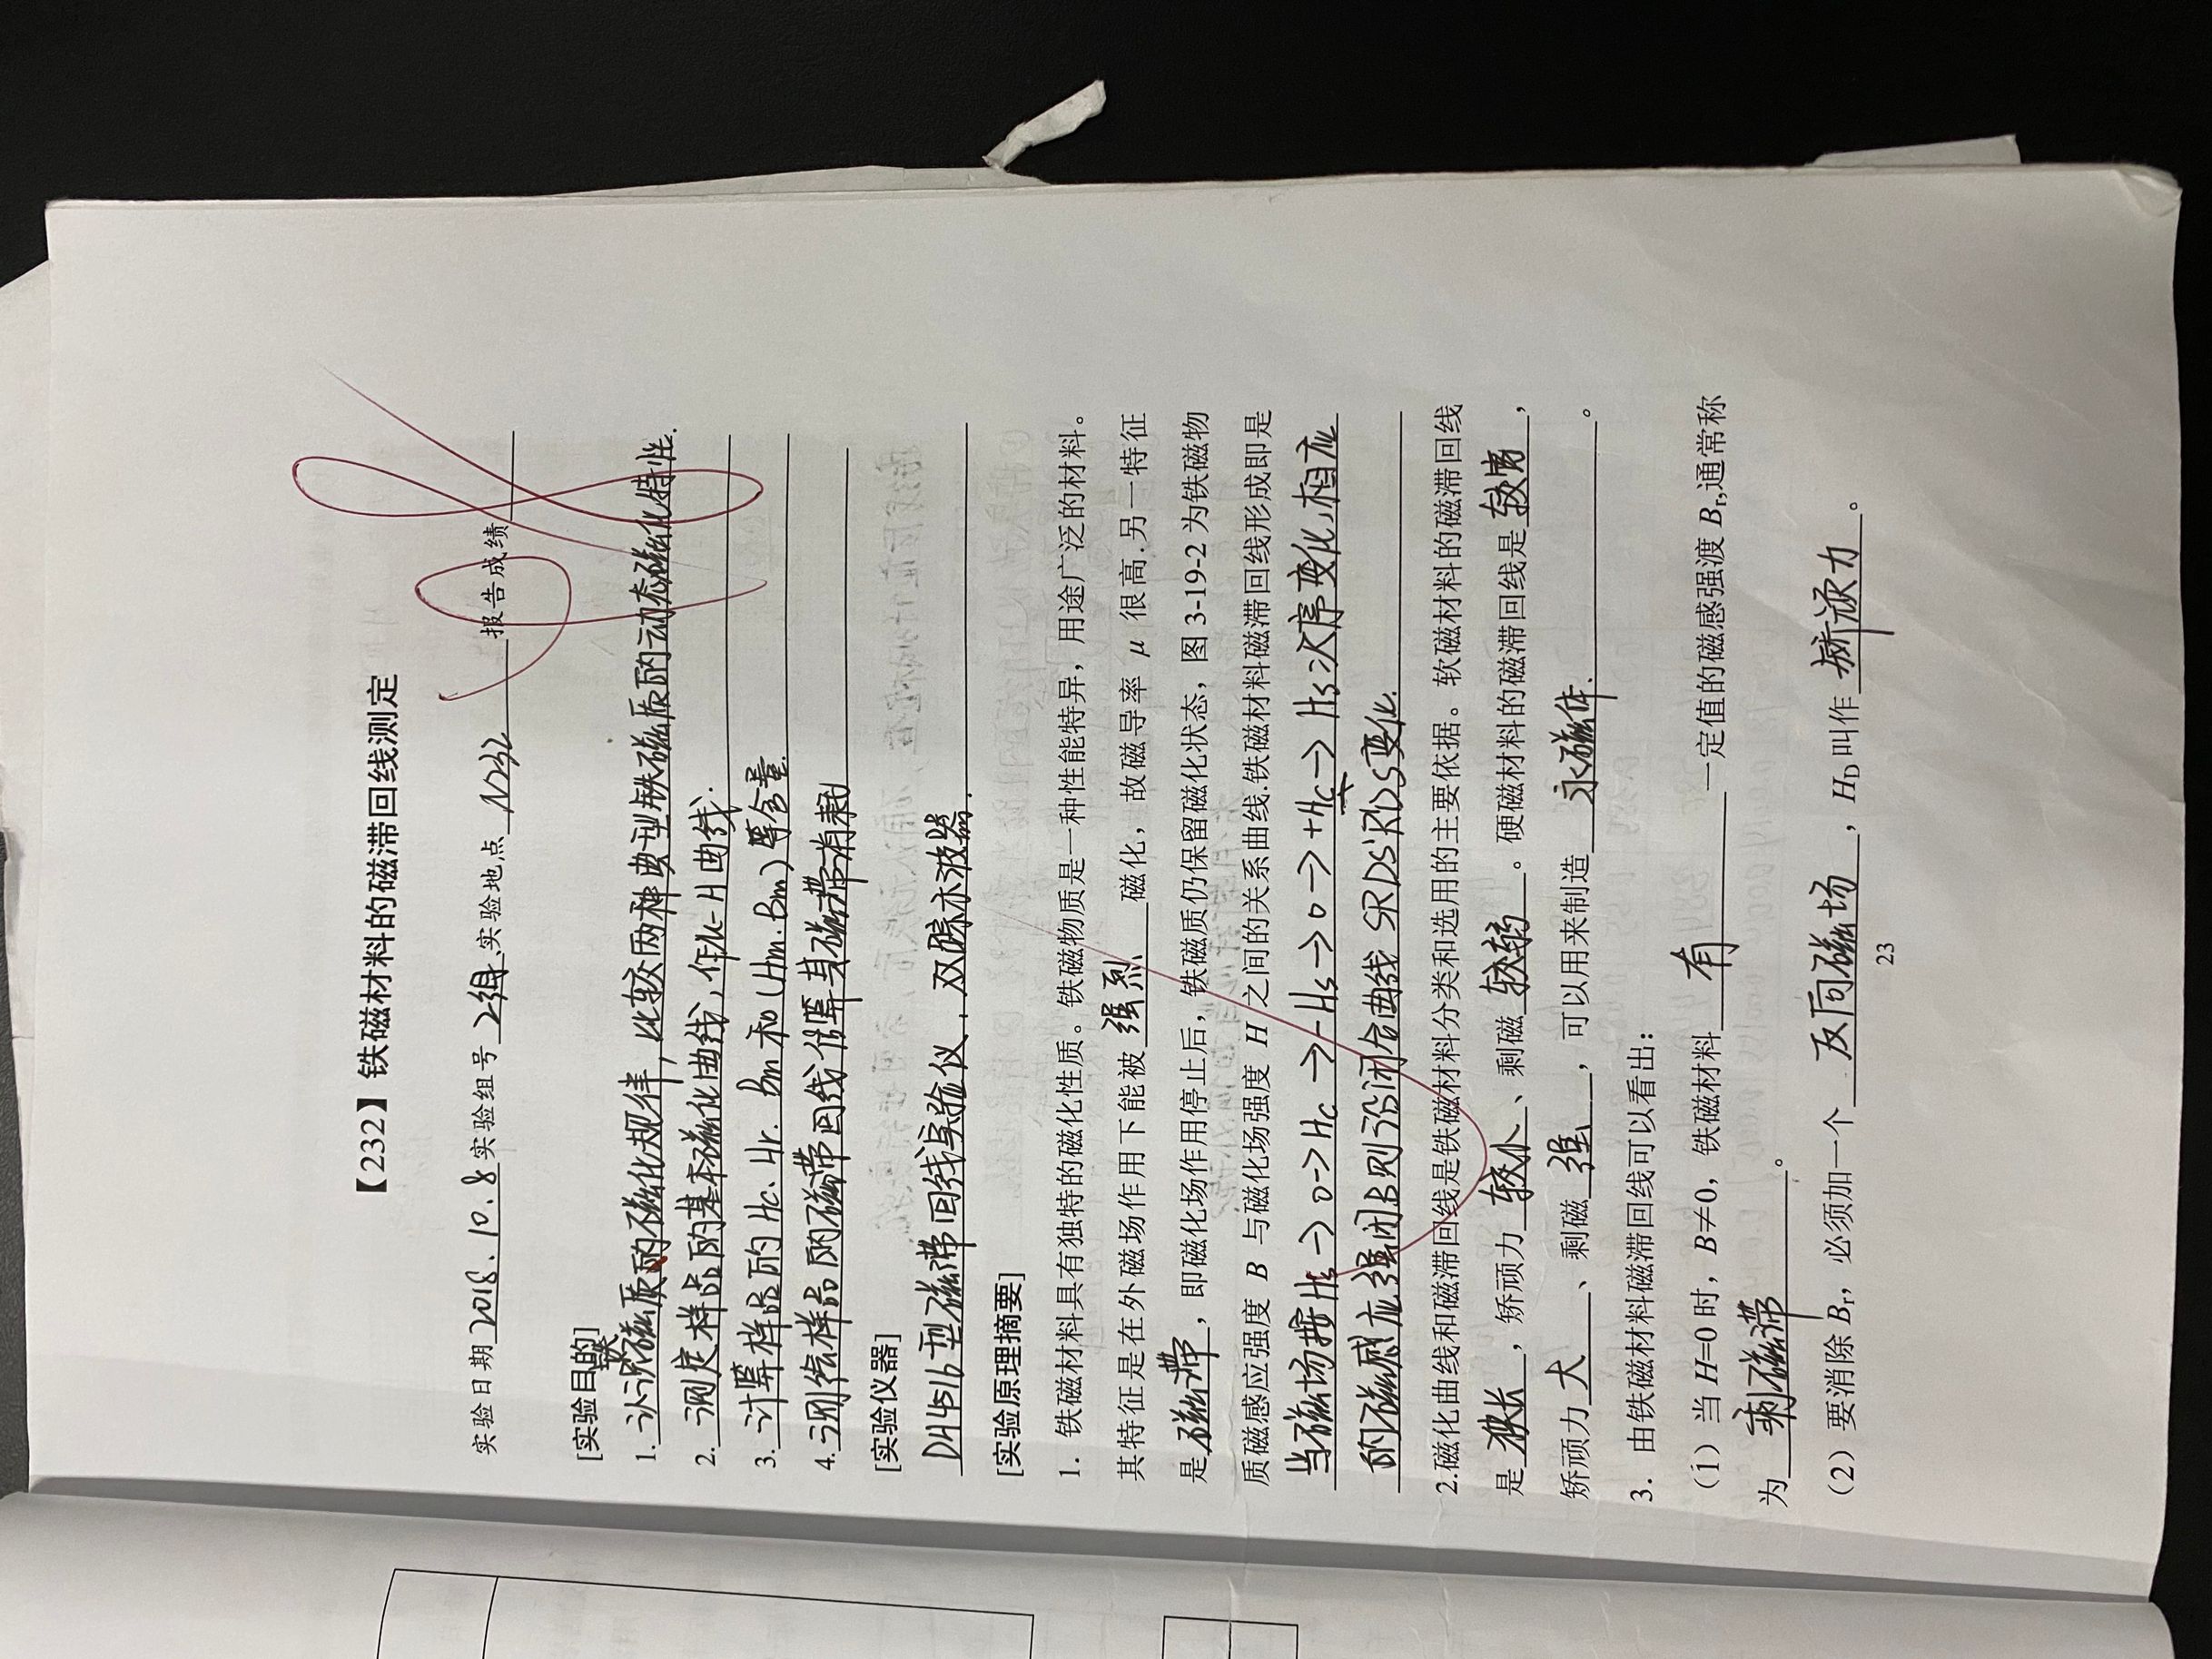 【232】铁磁材料的磁滞回线测定
实验日期 2018.10.8 实验组号 2组 实验地点 N232 报告成绩
98
[实验目的]
1. 认识铁磁质的磁化规律，比较两种典型铁磁质的动态磁化特性.
2. 测定样品的基本磁化曲线，作μ-H曲线.
3. 计算样品的Hc、Hr. Bm和(Hm.Bm)等含量.
4. 测绘样品的磁滞回线估算其磁滞消耗
[实验仪器]
DH4516型磁滞回线实验仪、双踪示波器.
[实验原理摘要]
1．铁磁材料具有独特的磁化性质。铁磁物质是一种性能特异，用途广泛的材料。
其特征是在外磁场作用下能被 强烈 磁化，故磁导率 μ 很高.另一特征
是 磁滞 ，即磁化场作用停止后，铁磁质仍保留磁化状态，图 3-19-2 为铁磁物
质磁感应强度 B 与磁化场强度 H 之间的关系曲线.铁磁材料磁滞回线形成即是
当磁场按Hs→0→Hc→-Hs→0→+Hc→Hs次序变化，相应
的磁感应强闭B则沿闭合曲线 SRDS'R'D'S变化.
2.磁化曲线和磁滞回线是铁磁材料分类和选用的主要依据。软磁材料的磁滞回线
是 狭长 ，矫顽力 较小 、剩磁 较弱 。硬磁材料的磁滞回线是 较宽 ，
矫顽力 大 、剩磁 强 ，可以用来制造 永磁体. 。
3．由铁磁材料磁滞回线可以看出：
（1）当 H=0 时，B≠0，铁磁材料 有 一定值的磁感强渡 Br,通常称
为 剩磁滞 。
（2）要消除 Br，必须加一个 反向磁场 ，HD 叫作 矫顽力 。
23